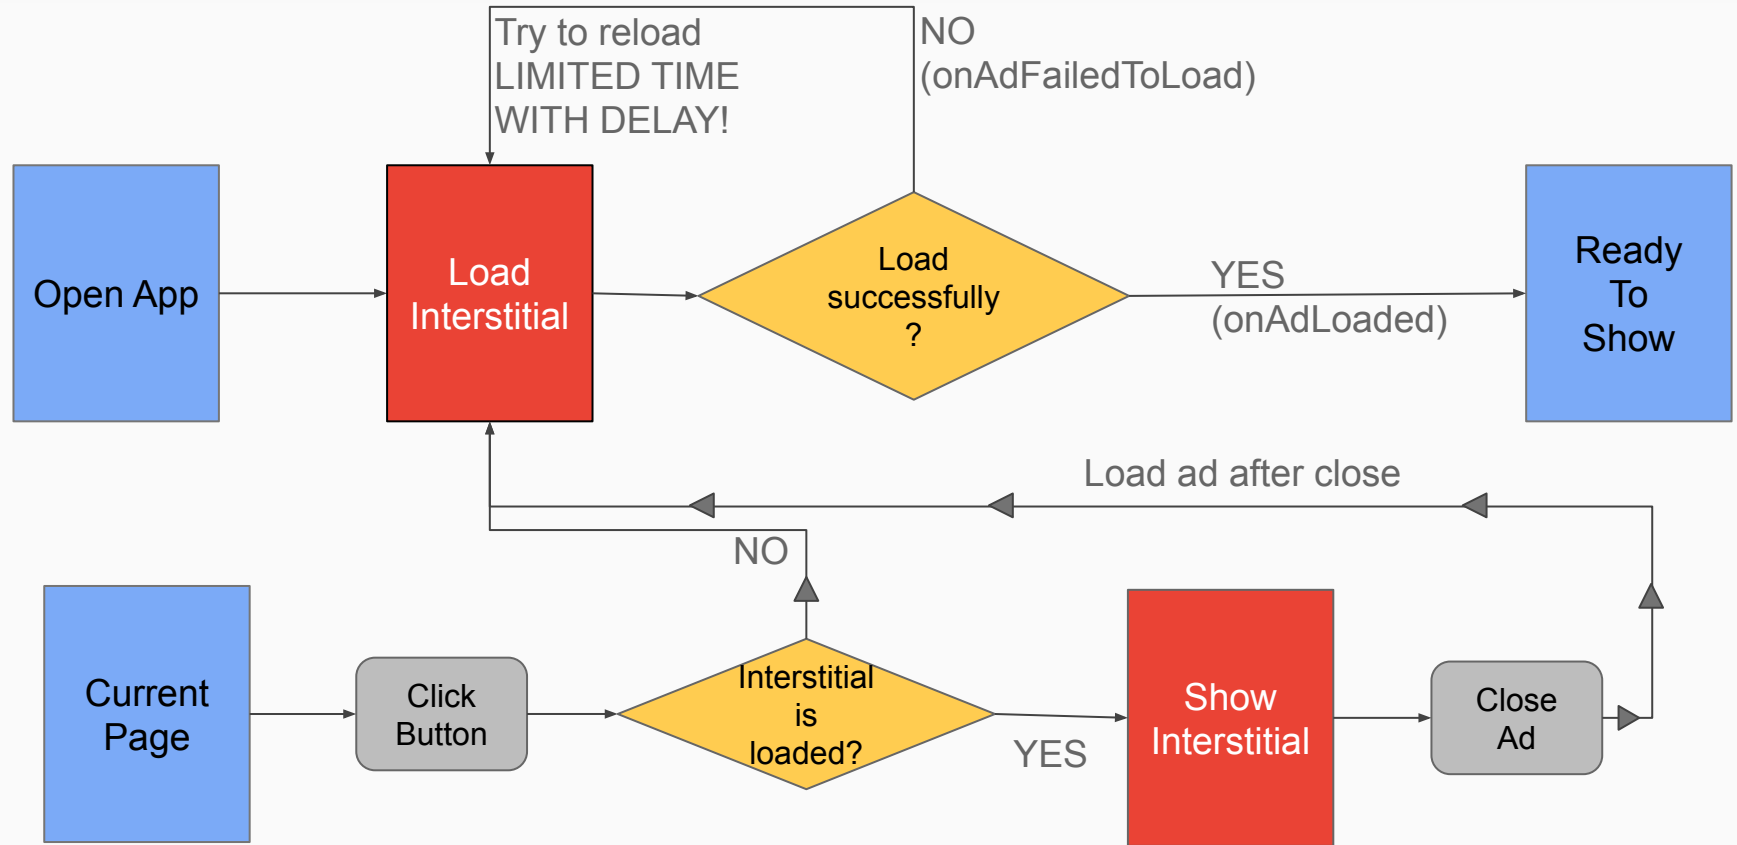 Try to reload
LIMITED TIME
WITH DELAY!
NO
(onAdFailedToLoad)
Open App
Load
Interstitial
Load
successfully
?
YES
(onAdLoaded)
Ready
To
Show
Load ad after close
NO
Current
Page
Click
Button
Interstitial
is
loaded?
YES
Show
Interstitial
Close
Ad